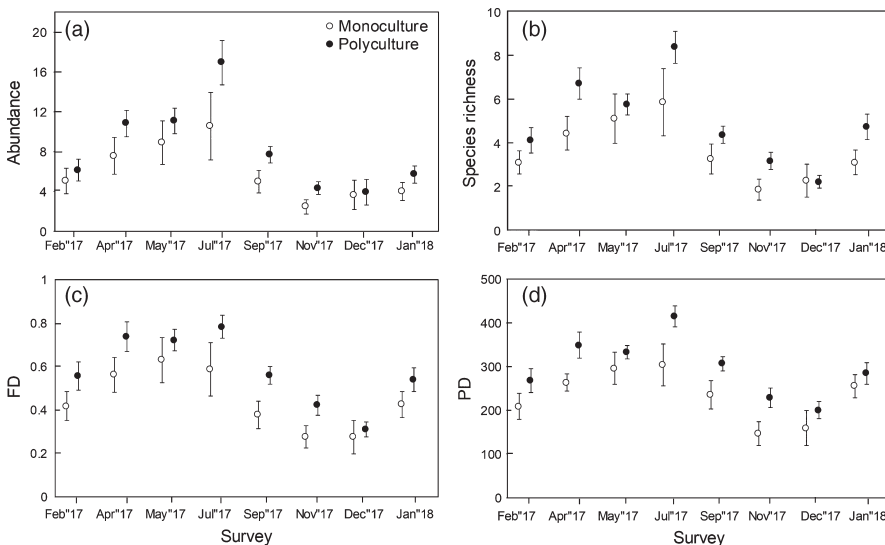 (a)
Monoculture
Polyculture
Abundance
20
16
12
8
4
0
Feb"17 Apr"17 May"17 Jul"17 Sep"17 Nov"17 Dec"17 Jan"18
(b)
Species richness
10
8
6
4
2
0
Feb"17 Apr"17 May"17 Jul"17 Sep"17 Nov"17 Dec"17 Jan"18
(c)
FD
1
0.8
0.6
0.4
0.2
0
Feb"17 Apr"17 May"17 Jul"17 Sep"17 Nov"17 Dec"17 Jan"18
Survey
(d)
PD
500
400
300
200
100
0
Feb"17 Apr"17 May"17 Jul"17 Sep"17 Nov"17 Dec"17 Jan"18
Survey